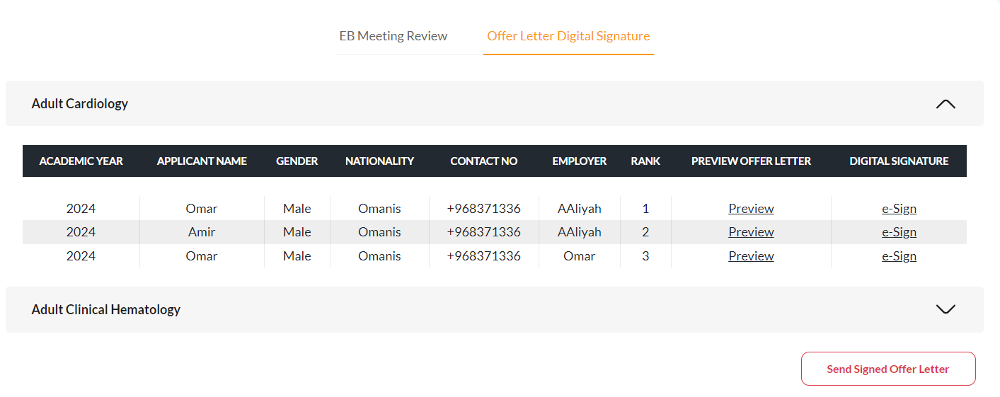 EB Meeting Review Offer Letter Digital Signature
Adult Cardiology
ACADEMIC YEAR APPLICANT NAME GENDER NATIONALITY CONTACT NO EMPLOYER RANK PREVIEW OFFER LETTER DIGITAL SIGNATURE
2024 Omar Male Omanis +968371336 AAliyah 1 Preview e-Sign
2024 Amir Male Omanis +968371336 AAliyah 2 Preview e-Sign
2024 Omar Male Omanis +968371336 Omar 3 Preview e-Sign
Adult Clinical Hematology
Send Signed Offer Letter